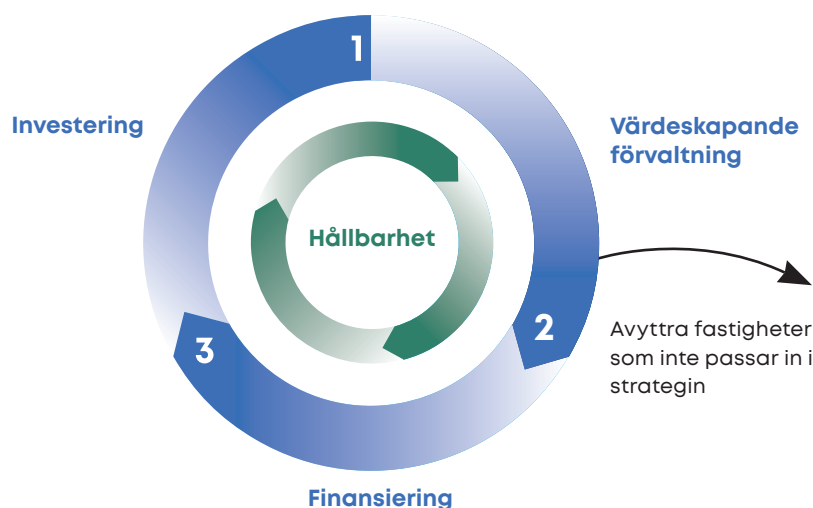 1
Investering
Värdeskapande
förvaltning
Hållbarhet
2
Avyttra fastigheter
som inte passar in i
strategin
3
Finansiering